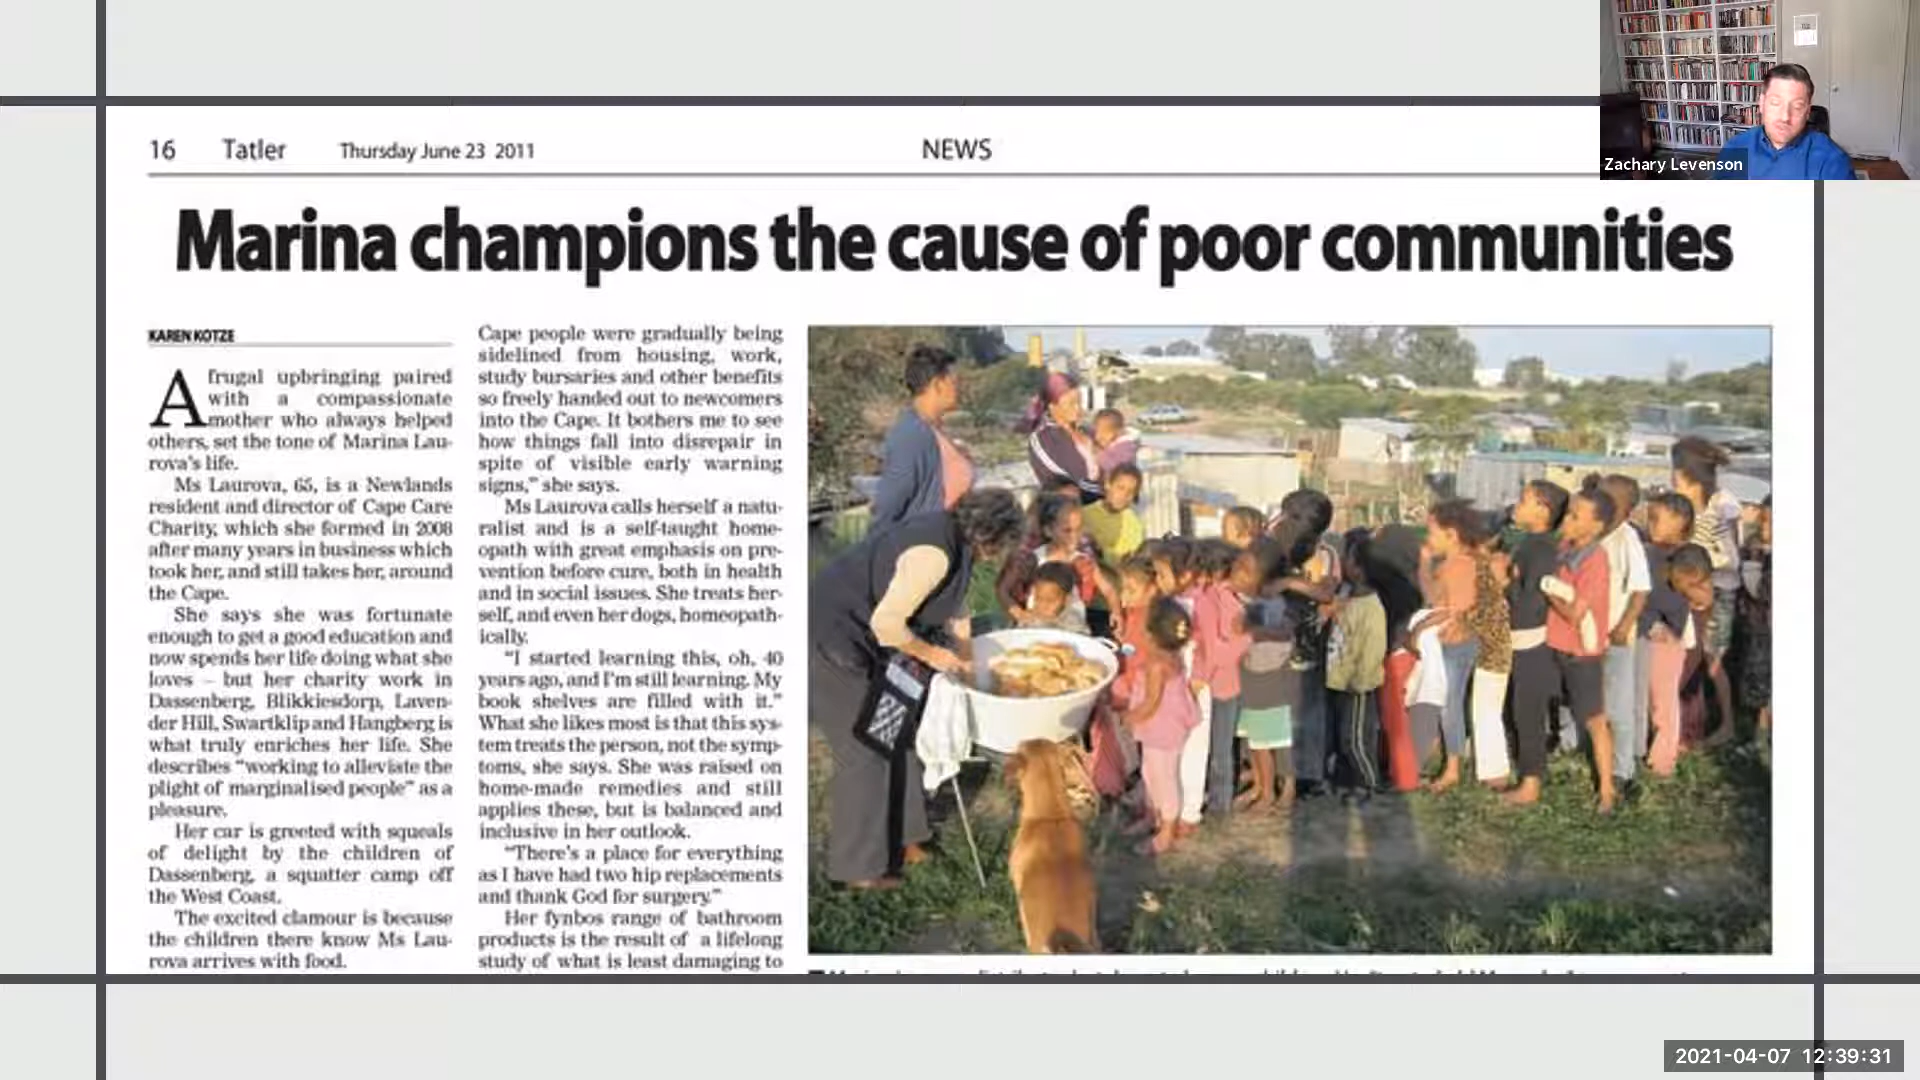 Zachary Levenson
16 Tatler Thursday June 23 2011 NEWS
Marina champions the cause of poor communities
KAREN KOTZE
A frugal upbringing paired
with a compassionate
mother who always helped
others, set the tone of Marina Lau-
rova's life.
Ms Laurova, 65, is a Newlands
resident and director of Cape Care
Charity, which she formed in 2008
after many years in business which
took her, and still takes her, around
the Cape.
She says she was fortunate
enough to get a good education and
now spends her life doing what she
loves – but her charity work in
Dassenberg, Blikkiesdorp, Laven-
der Hill, Swartklip and Hangberg is
what truly enriches her life. She
describes "working to alleviate the
plight of marginalised people" as a
pleasure.
Her car is greeted with squeals
of delight by the children of
Dassenberg, a squatter camp off
the West Coast.
The excited clamour is because
the children there know Ms Lau-
rova arrives with food.
Cape people were gradually being
sidelined from housing, work,
study bursaries and other benefits
so freely handed out to newcomers
into the Cape. It bothers me to see
how things fall into disrepair in
spite of visible early warning
signs," she says.
Ms Laurova calls herself a natu-
ralist and is a self-taught home-
opath with great emphasis on pre-
vention before cure, both in health
and in social issues. She treats her-
self, and even her dogs, homeopath-
ically.
"I started learning this, oh, 40
years ago, and I'm still learning. My
book shelves are filled with it."
What she likes most is that this sys-
tem treats the person, not the symp-
toms, she says. She was raised on
home-made remedies and still
applies these, but is balanced and
inclusive in her outlook.
"There's a place for everything
as I have had two hip replacements
and thank God for surgery."
Her fynbos range of bathroom
products is the result of a lifelong
study of what is least damaging to
2021-04-07 12:39:31